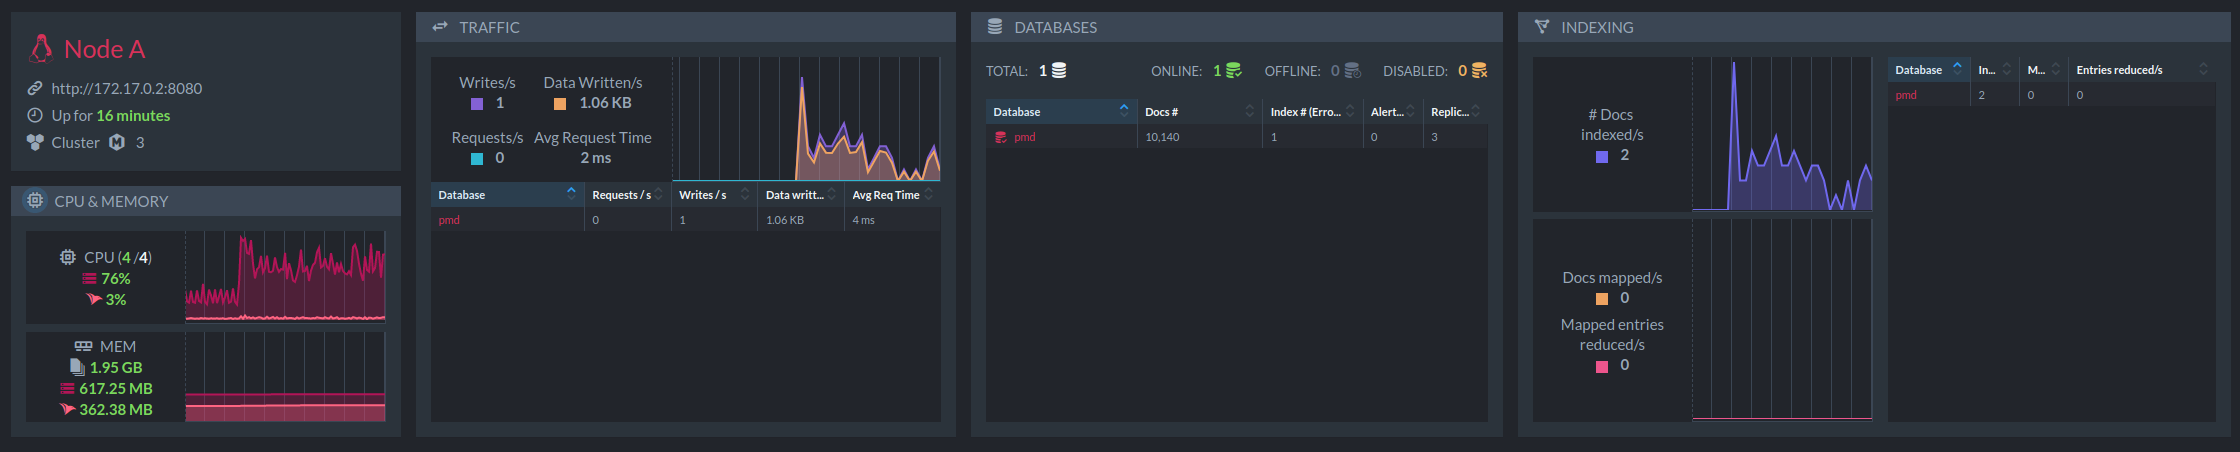 Node A
http://172.17.0.2:8080
Up for 16 minutes
Cluster 3
CPU & MEMORY
CPU (4 /4)
76%
3%
MEM
1.95 GB
617.25 MB
362.38 MB
TRAFFIC
Writes/s Data Written/s
1 1.06 KB
Requests/s Avg Request Time
0 2 ms
Database Requests / s Writes / s Data writt... Avg Req Time
pmd 0 1 1.06 KB 4 ms
DATABASES
TOTAL: 1 ONLINE: 1 OFFLINE: 0 DISABLED: 0
Database Docs # Index # (Erro... Alert... Replic...
pmd 10,140 1 0 3
INDEXING
# Docs
indexed/s
2
Docs mapped/s
0
Mapped entries
reduced/s
0
Database In... M... Entries reduced/s
pmd 2 0 0